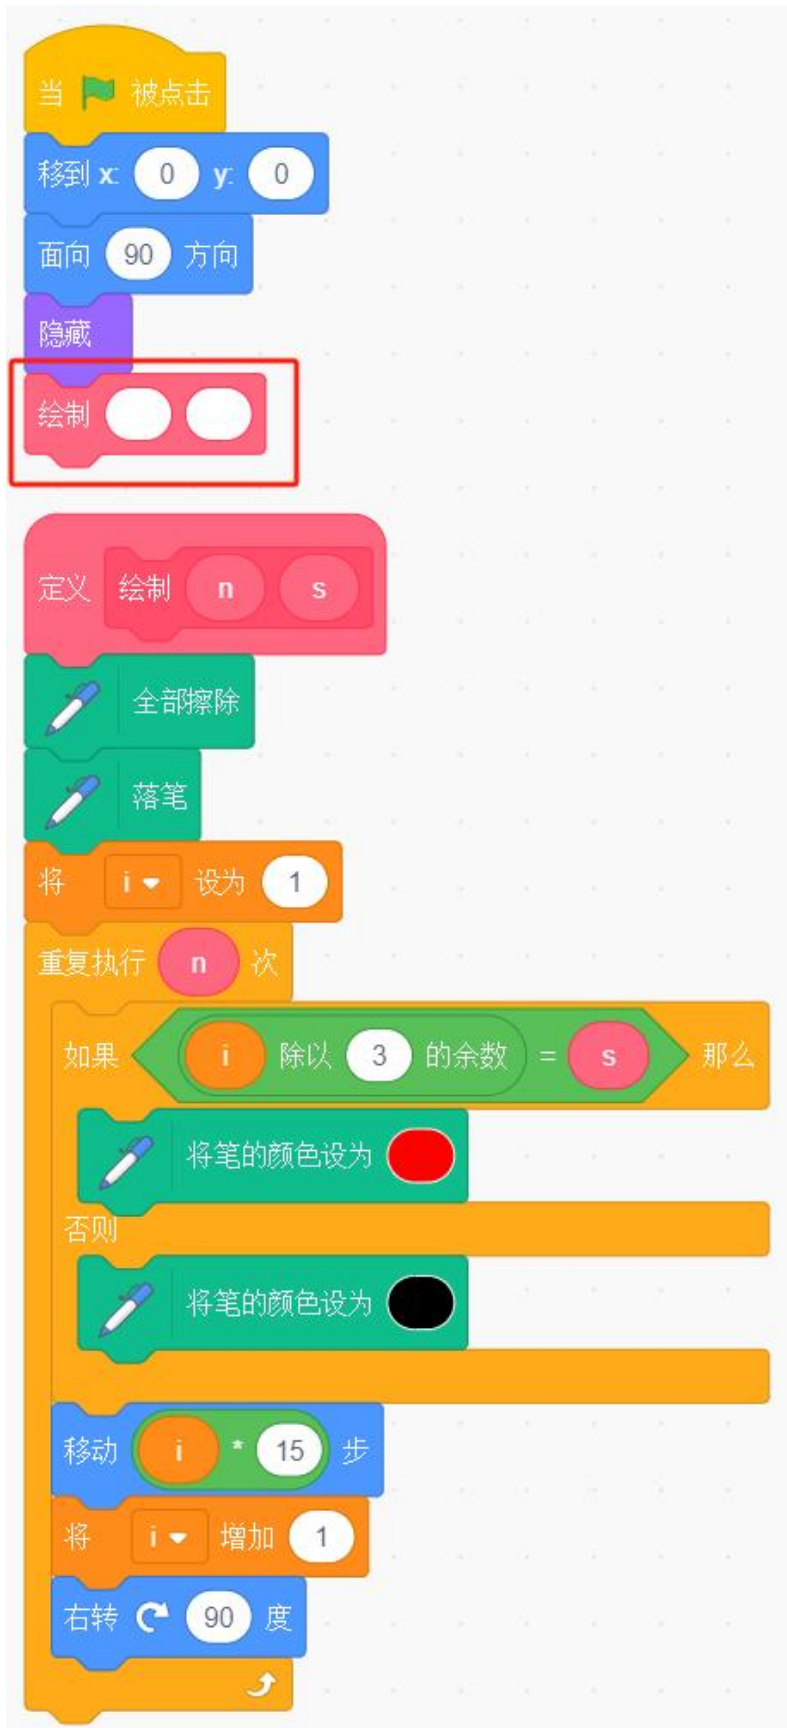 当 被点击
移到 x: 0 y: 0
面向 90 方向
隐藏
绘制
定义 绘制 n s
全部擦除
落笔
将 i 设为 1
重复执行 n 次
如果 i 除以 3 的余数 = s 那么
将笔的颜色设为
否则
将笔的颜色设为
移动 i * 15 步
将 i 增加 1
右转 90 度